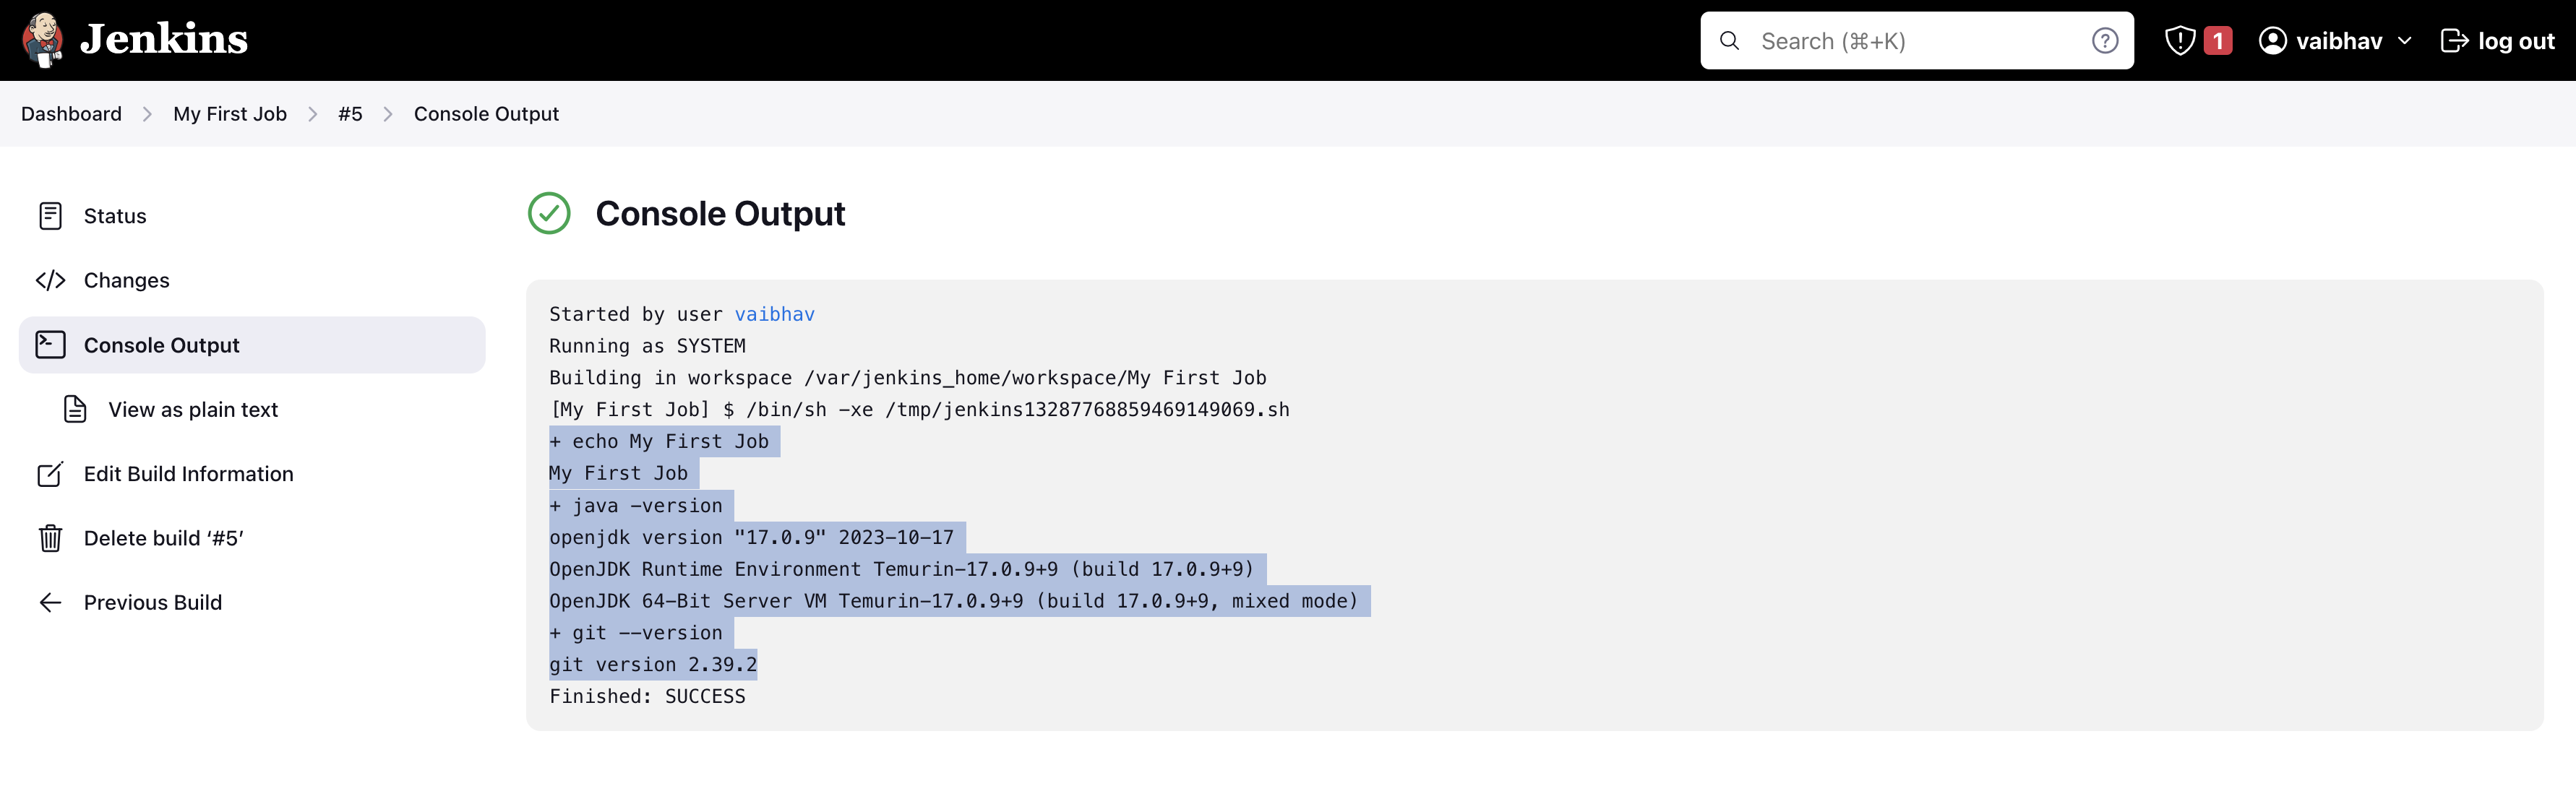 Jenkins
Search (⌘+K)
1
vaibhav
log out
Dashboard
My First Job
#5
Console Output
Status
Changes
Console Output
View as plain text
Edit Build Information
Delete build ‘#5’
Previous Build
Console Output
Started by user vaibhav
Running as SYSTEM
Building in workspace /var/jenkins_home/workspace/My First Job
[My First Job] $ /bin/sh -xe /tmp/jenkins13287768859469149069.sh
+ echo My First Job
My First Job
+ java -version
openjdk version "17.0.9" 2023-10-17
OpenJDK Runtime Environment Temurin-17.0.9+9 (build 17.0.9+9)
OpenJDK 64-Bit Server VM Temurin-17.0.9+9 (build 17.0.9+9, mixed mode)
+ git --version
git version 2.39.2
Finished: SUCCESS